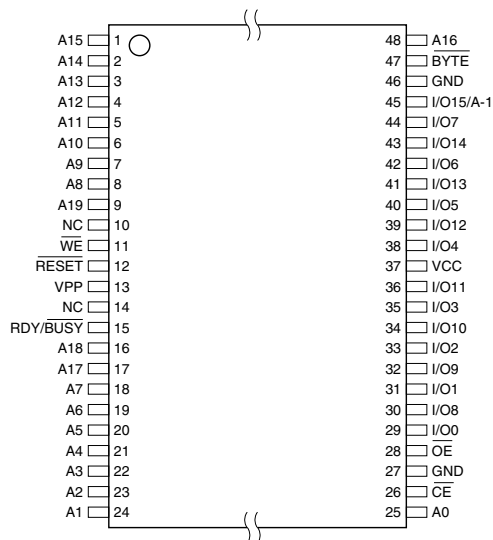 A15 1 48 A16
A14 2 47 BYTE
A13 3 46 GND
A12 4 45 I/O15/A-1
A11 5 44 I/O7
A10 6 43 I/O14
A9 7 42 I/O6
A8 8 41 I/O13
A19 9 40 I/O5
NC 10 39 I/O12
WE 11 38 I/O4
RESET 12 37 VCC
VPP 13 36 I/O11
NC 14 35 I/O3
RDY/BUSY 15 34 I/O10
A18 16 33 I/O2
A17 17 32 I/O9
A7 18 31 I/O1
A6 19 30 I/O8
A5 20 29 I/O0
A4 21 28 OE
A3 22 27 GND
A2 23 26 CE
A1 24 25 A0